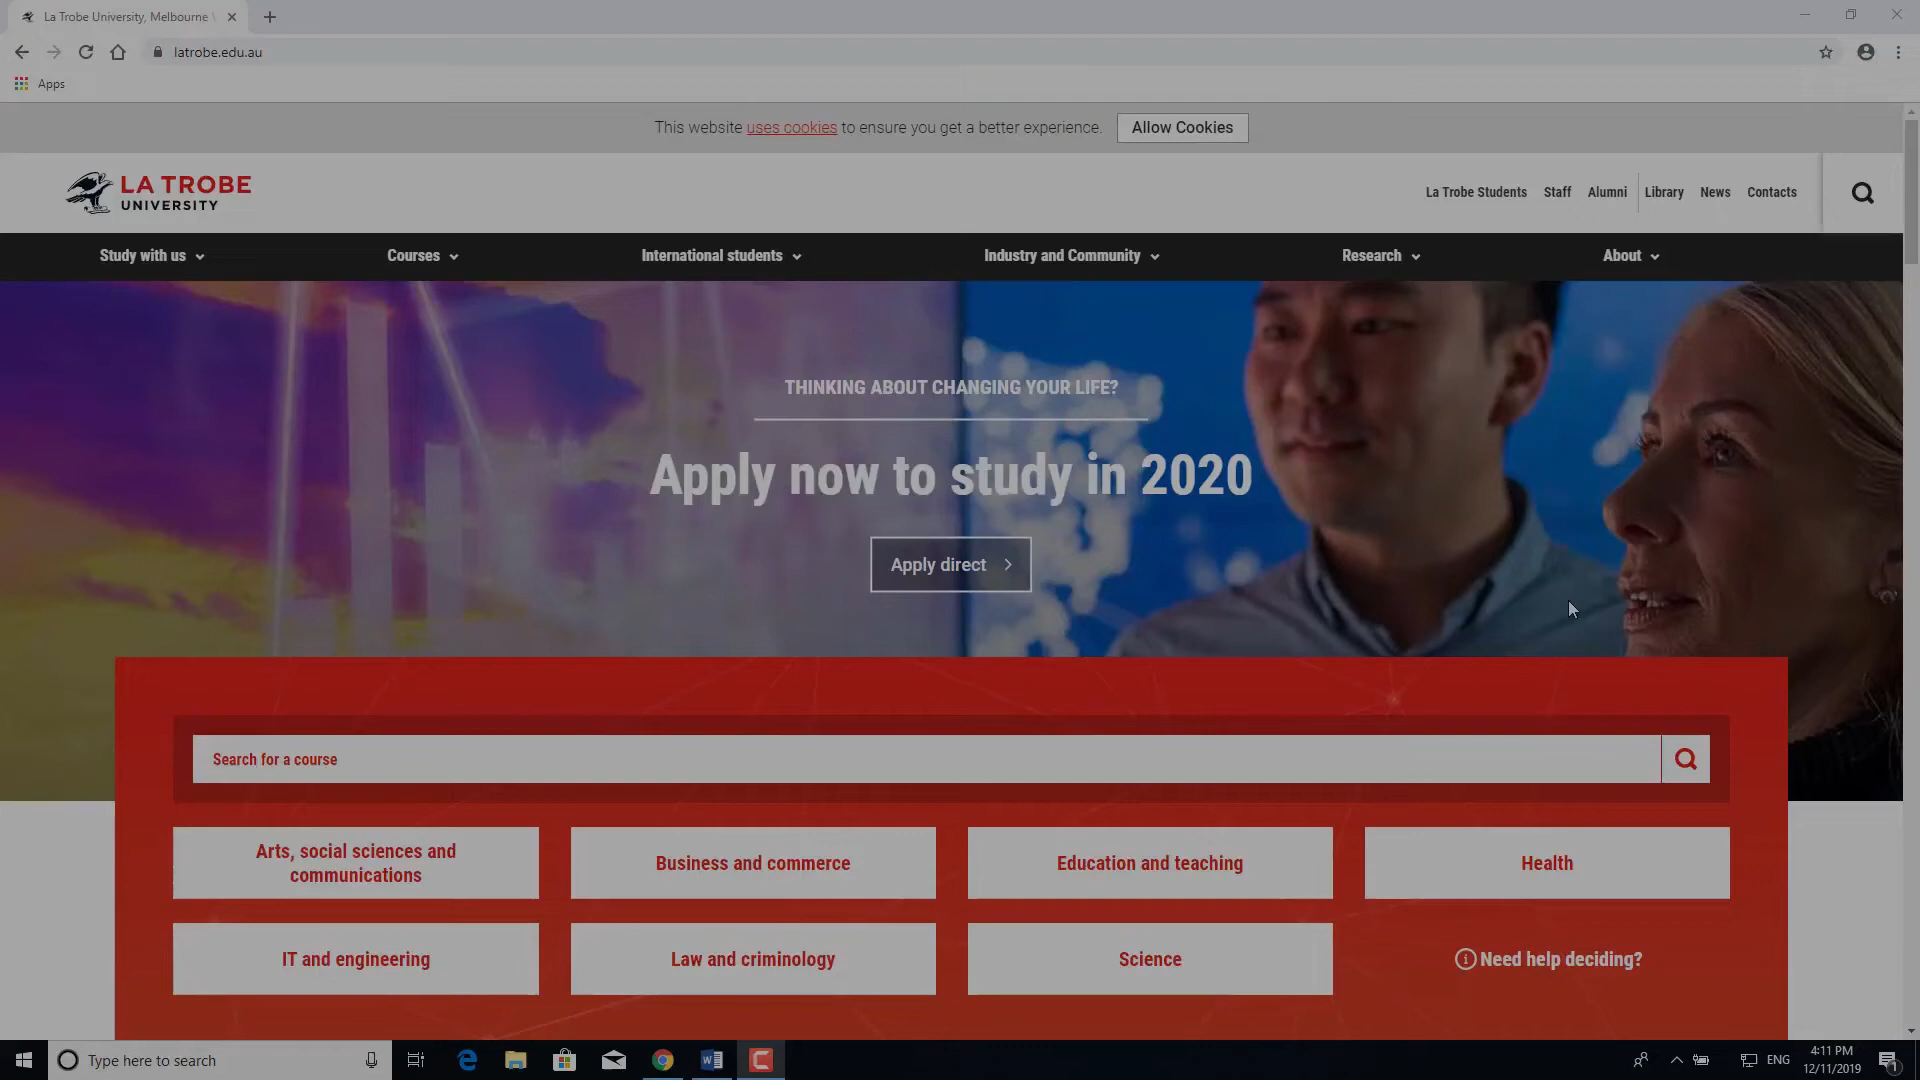 La Trobe University, Melbourne
latrobe.edu.au
Apps
This website uses cookies to ensure you get a better experience. Allow Cookies
LA TROBE
UNIVERSITY
La Trobe Students Staff Alumni Library News Contacts
Study with us Courses International students Industry and Community Research About
THINKING ABOUT CHANGING YOUR LIFE?
Apply now to study in 2020
Apply direct
Search for a course
Arts, social sciences and
communications
Business and commerce
Education and teaching
Health
IT and engineering
Law and criminology
Science
Need help deciding?
Type here to search
ENG
4:11 PM
12/11/2019
1